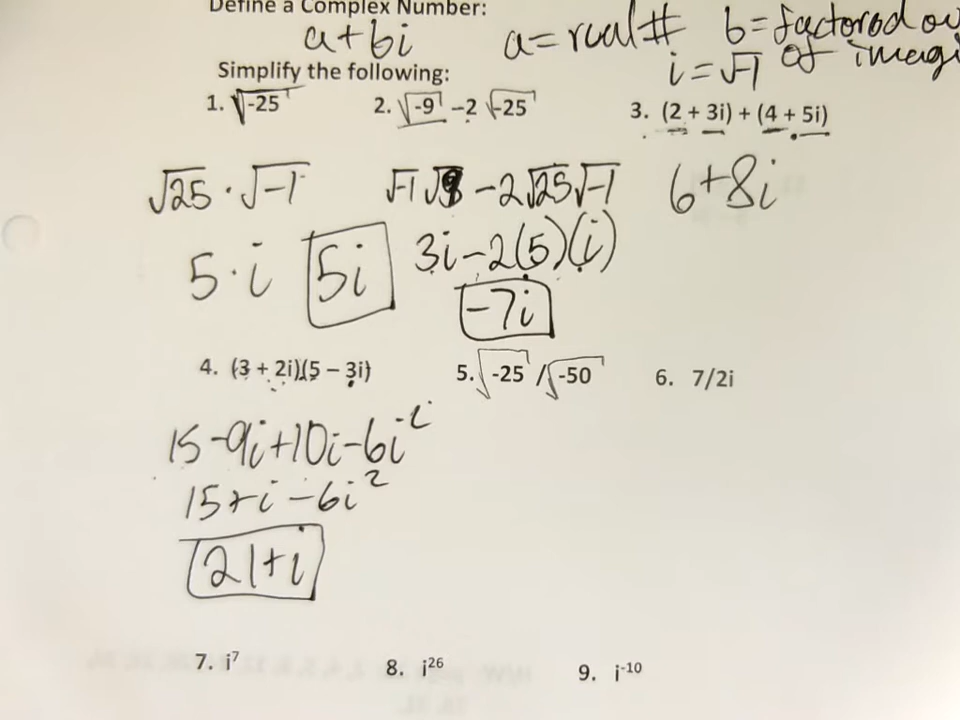 Define a Complex Number:
a+bi a=real# b=factored
i=√-1 of
Simplify the following:
1. √-25 2. √-9 -2 √-25 3. (2 + 3i) + (4 + 5i)
√25 · √-1 √-1√9 -2√25√-1 6+8i
5·i 5i 3i-2(5)(i)
-7i
4. (3 + 2i)(5 – 3i) 5. √-25 /√-50 6. 7/2i
15-9i+10i-6i²
15+i-6i²
21+i
7. i⁷ 8. i²⁶ 9. i⁻¹⁰